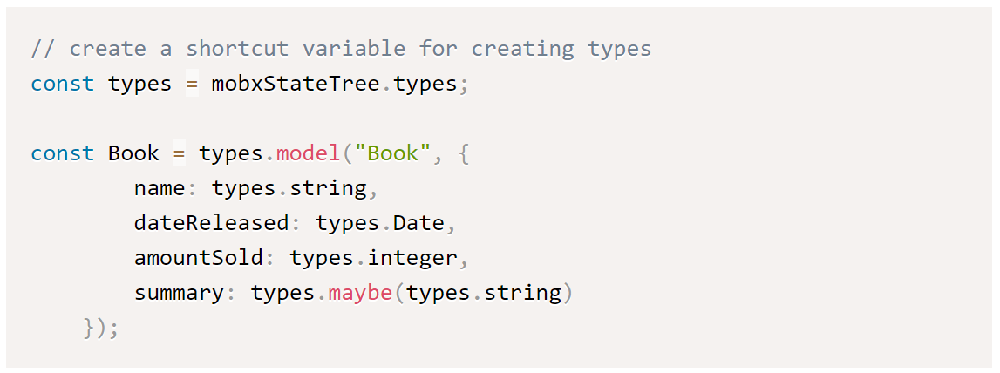 // create a shortcut variable for creating types
const types = mobxStateTree.types;
const Book = types.model("Book", {
name: types.string,
dateReleased: types.Date,
amountSold: types.integer,
summary: types.maybe(types.string)
});